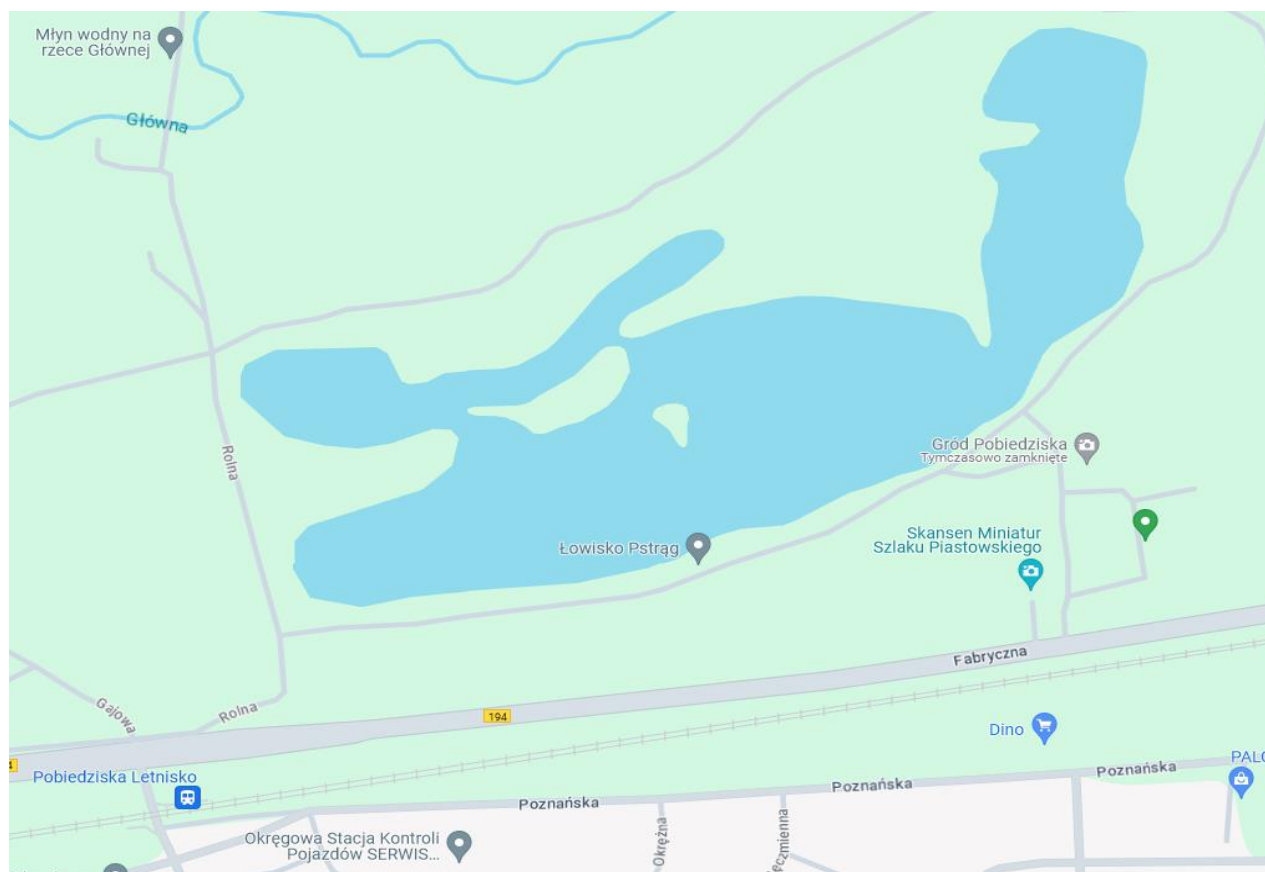 Młyn wodny na
rzece Głównej
Główna
Rolna
Gród Pobiedziska
Tymczasowo zamknięte
Skansen Miniatur
Szlaku Piastowskiego
Łowisko Pstrąg
Fabryczna
Gajowa
Rolna
194
Dino
Pobiedziska Letnisko
PALO
Poznańska
Poznańska
Poznańska
Okręgowa Stacja Kontroli
Pojazdów SERWIS...
Okrężna